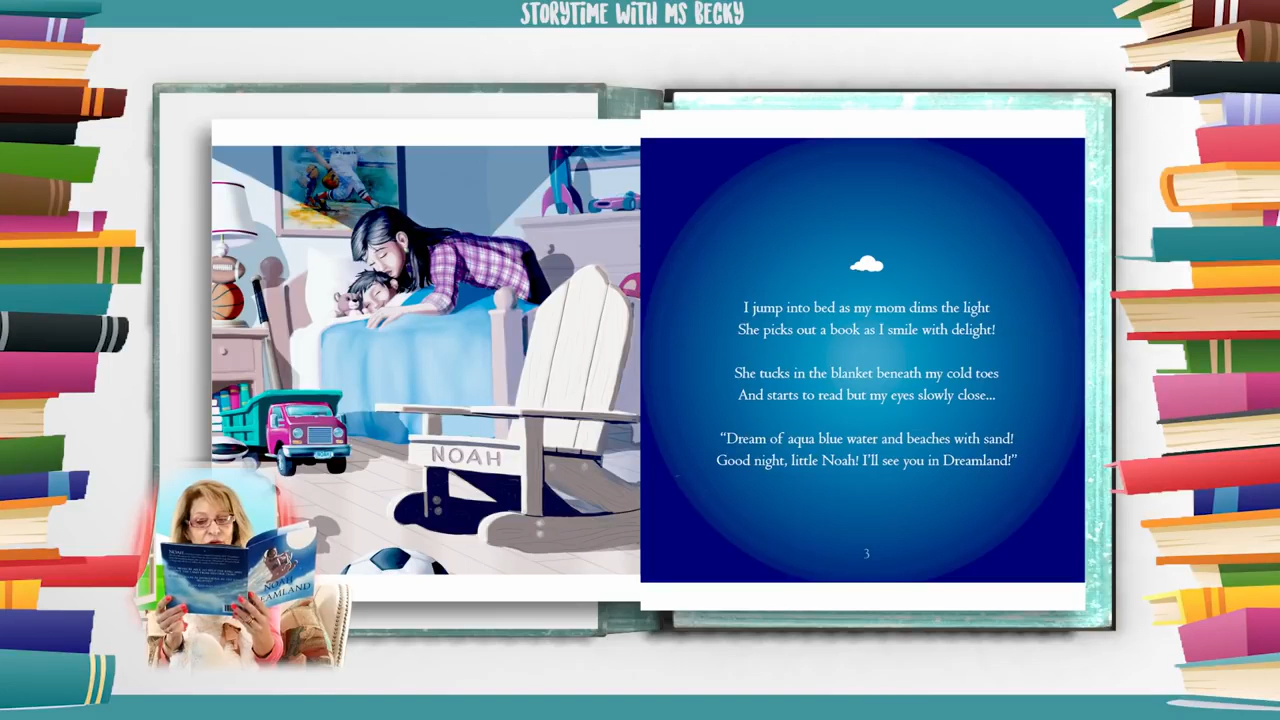 STORYTIME WITH MS BECKY
NOAH
I jump into bed as my mom dims the light
She picks out a book as I smile with delight!
She tucks in the blanket beneath my cold toes
And starts to read but my eyes slowly close...
“Dream of aqua blue water and beaches with sand!
Good night, little Noah! I’ll see you in Dreamland!”
3
NOAH
NOAH